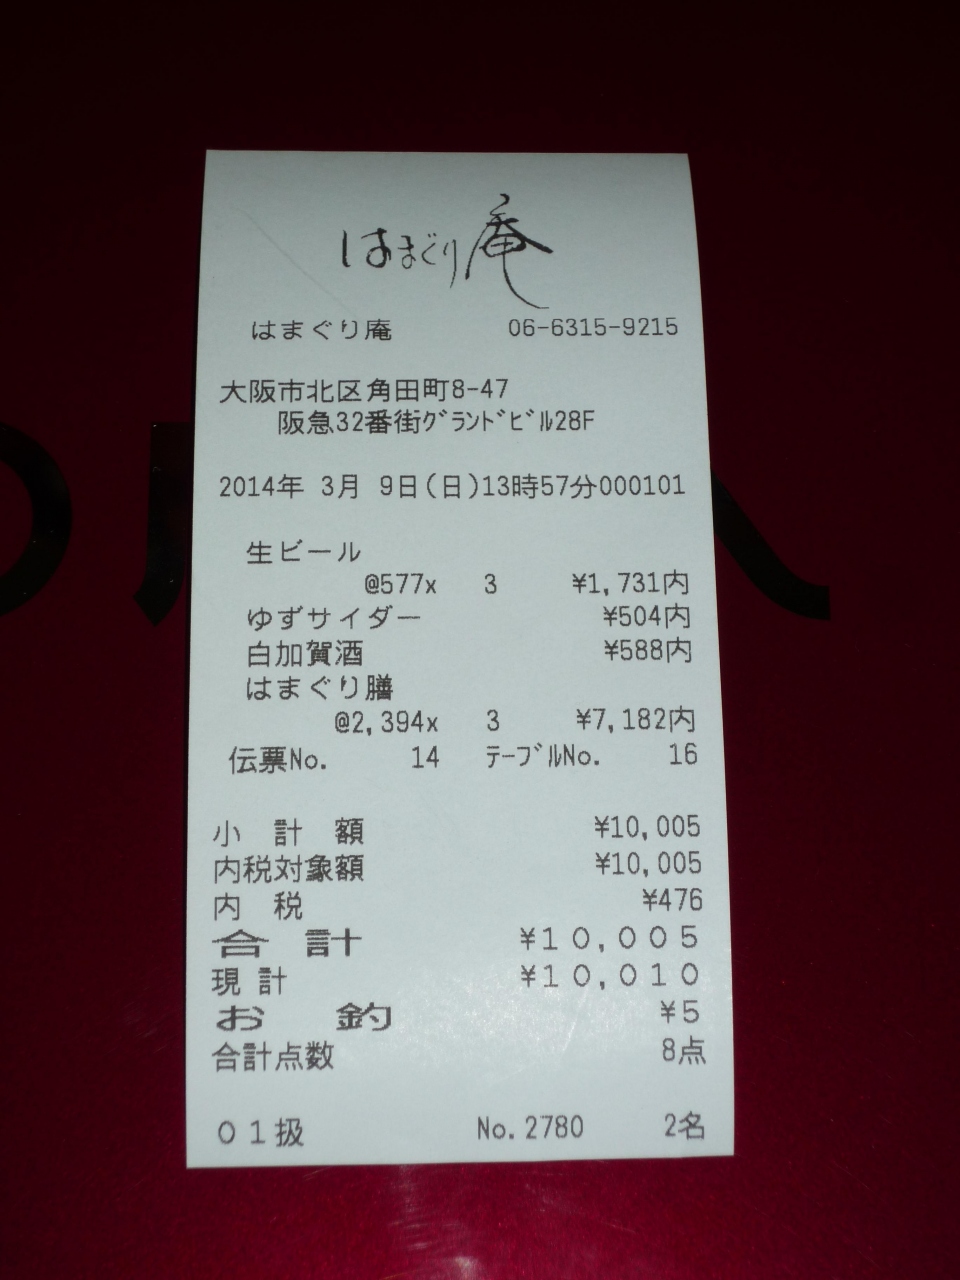 はまぐり庵
はまぐり庵 06-6315-9215
大阪市北区角田町8-47
阪急32番街ｸﾞﾗﾝﾄﾞﾋﾞﾙ28F
2014年 3月 9日(日)13時57分000101
生ビール
@577x 3 ¥1,731内
ゆずサイダー ¥504内
白加賀酒 ¥588内
はまぐり膳
@2,394x 3 ¥7,182内
伝票No. 14 ﾃｰﾌﾞﾙNo. 16
小計額 ¥10,005
内税対象額 ¥10,005
内税 ¥476
合計 ¥10,005
現計 ¥10,010
お釣 ¥5
合計点数 8点
01扱 No.2780 2名